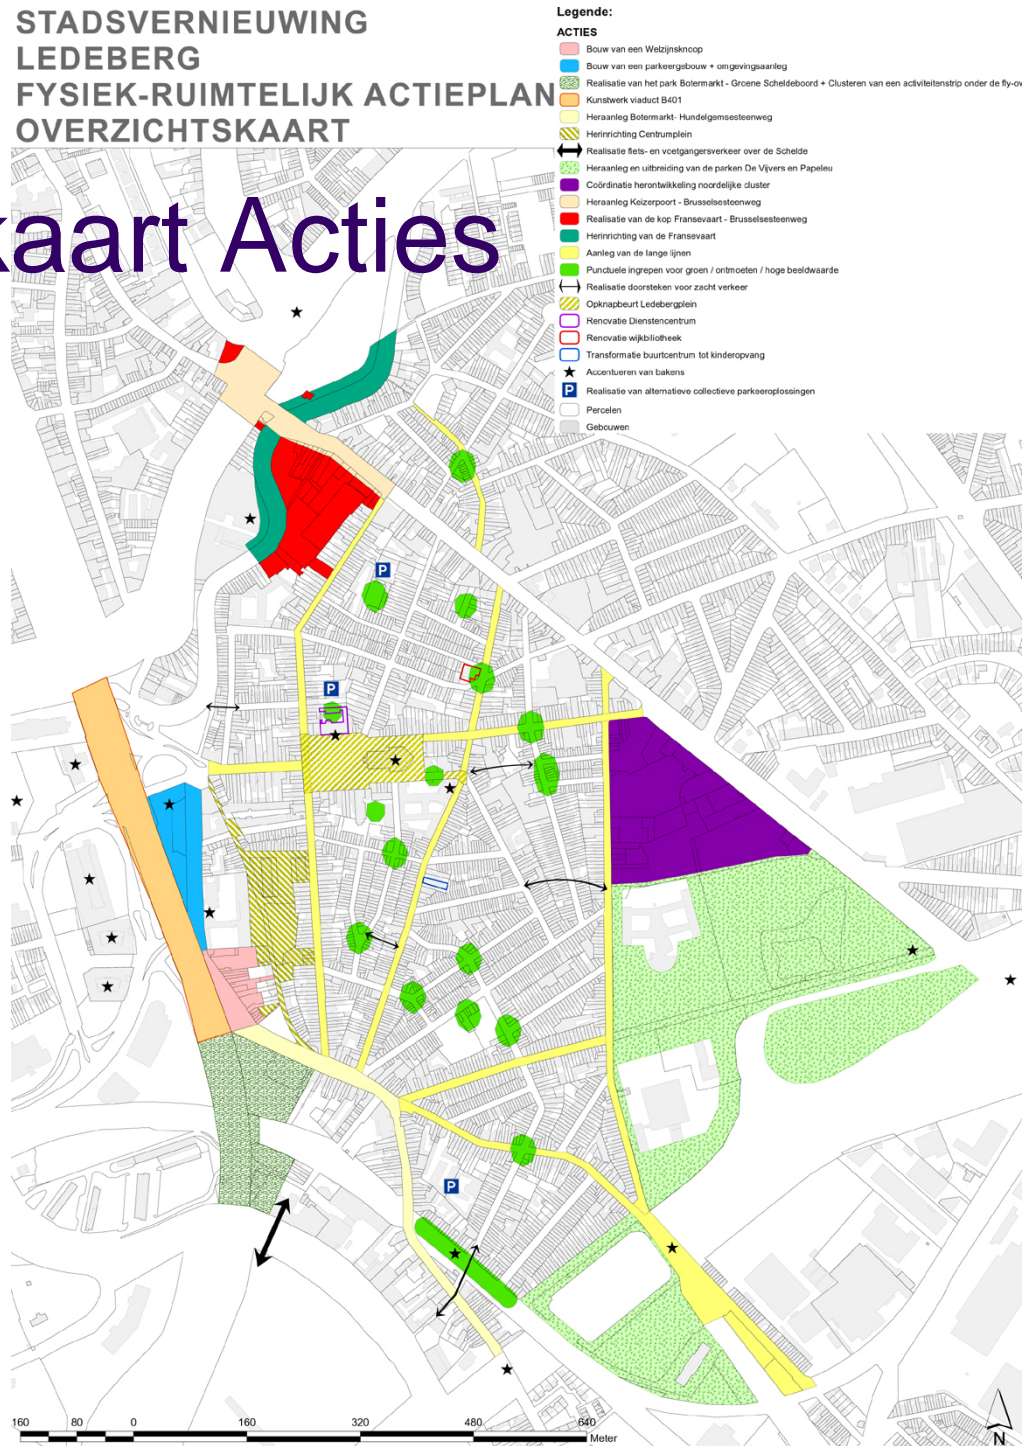 STADSVERNIEUWING
LEDEBERG
FYSIEK-RUIMTELIJK ACTIEPLAN
OVERZICHTSKAART
kaart Acties
Legende:
ACTIES
Bouw van een Welzijnsknoop
Bouw van een parkeergebouw + omgevingsaanleg
Realisatie van het park Botermarkt - Groene Scheldeboord + Clusteren van een activiteitenstrip onder de fly-ov
Kunstwerk viaduct B401
Heraanleg Botermarkt- Hundelgemsesteenweg
Herinrichting Centrumplein
Realisatie fiets- en voetgangersverkeer over de Schelde
Heraanleg en uitbreiding van de parken De Vijvers en Papeleu
Coördinatie herontwikkeling noordelijke cluster
Heraanleg Keizerpoort - Brusselsesteenweg
Realisatie van de kop Fransevaart - Brusselsesteenweg
Herinrichting van de Fransevaart
Aanleg van de lange lijnen
Punctuele ingrepen voor groen / ontmoeten / hoge beeldwaarde
Realisatie doorsteken voor zacht verkeer
Opknapbeurt Ledebergplein
Renovatie Dienstencentrum
Renovatie wijkbibliotheek
Transformatie buurtcentrum tot kinderopvang
Accentueren van bakens
P Realisatie van alternatieve collectieve parkeeroplossingen
Percelen
Gebouwen
P
P
P
160 80 0 160 320 480 640
Meter
N